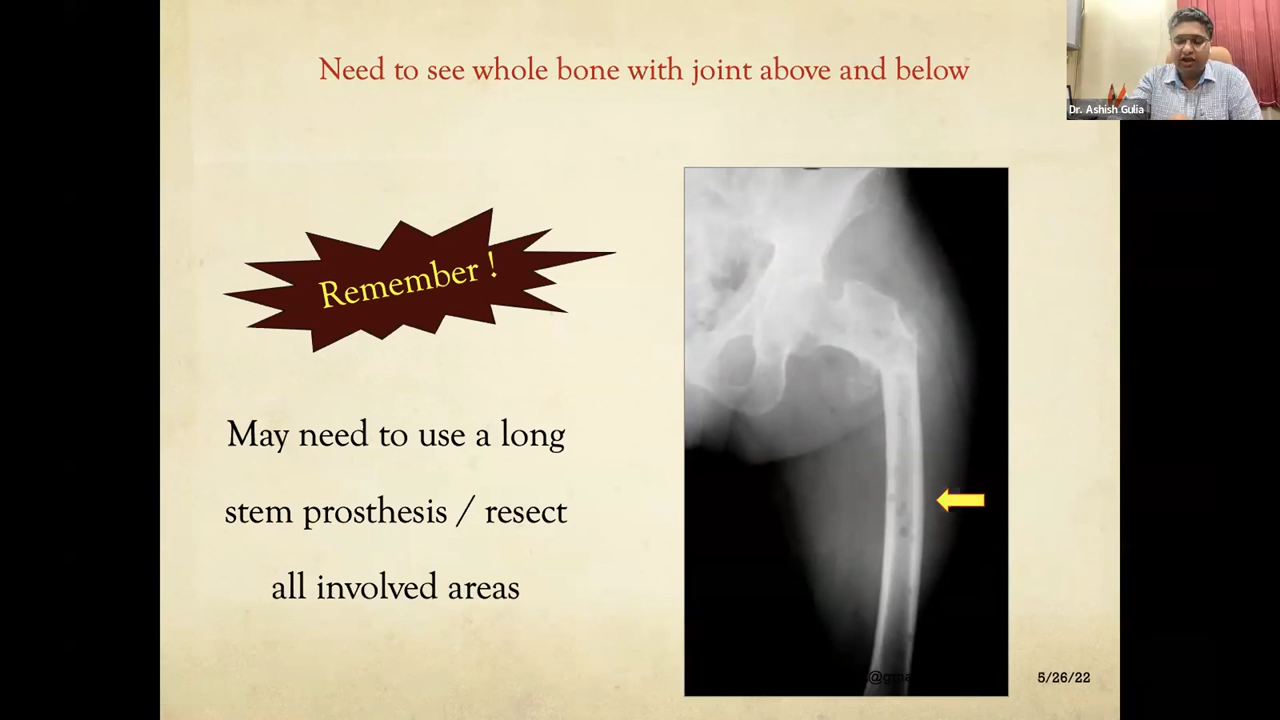 Need to see whole bone with joint above and below
Dr. Ashish Gulia
Remember !
May need to use a long
stem prosthesis / resect
all involved areas
5/26/22